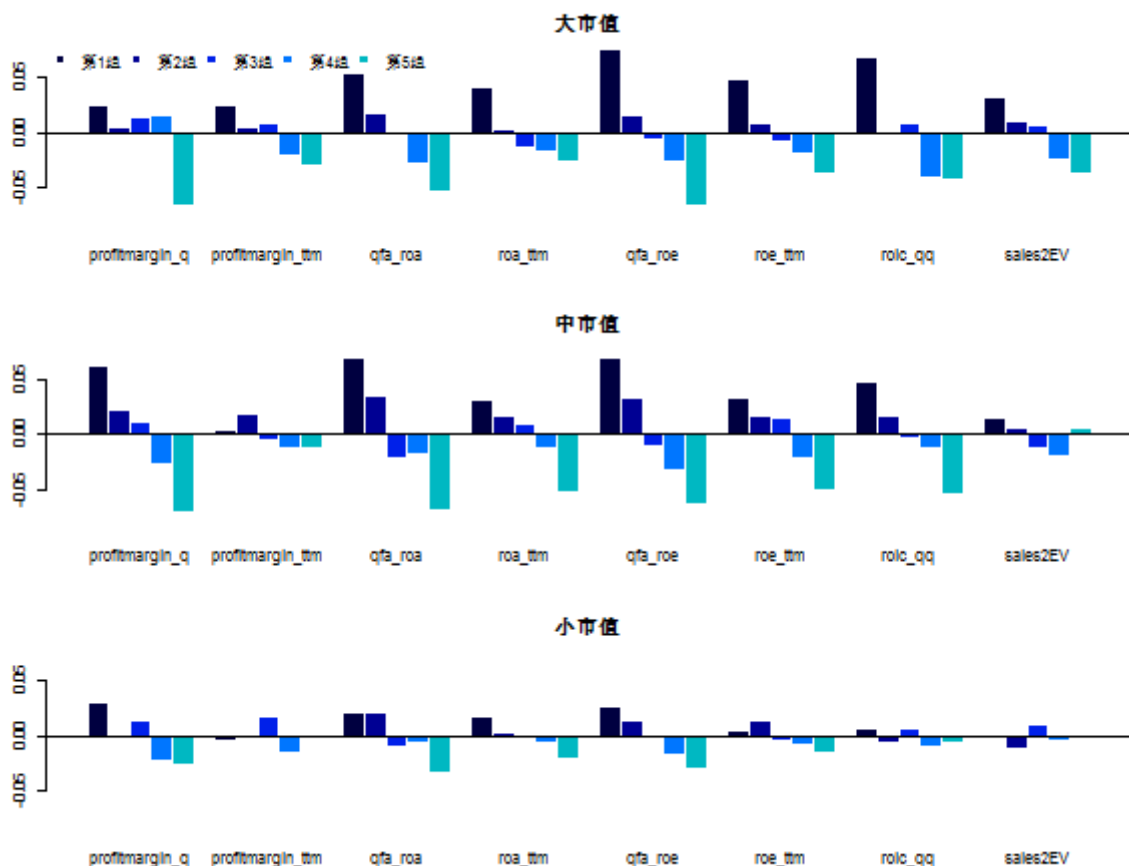 大市值
第1组 第2组 第3组 第4组 第5组
0.05
0.00
-0.05
profitmargin_q profitmargin_ttm qfa_roa roa_ttm qfa_roe roe_ttm roic_qq sales2EV
中市值
0.05
0.00
-0.05
profitmargin_q profitmargin_ttm qfa_roa roa_ttm qfa_roe roe_ttm roic_qq sales2EV
小市值
0.05
0.00
-0.05
profitmargin_q profitmargin_ttm qfa_roa roa_ttm qfa_roe roe_ttm roic_qq sales2EV